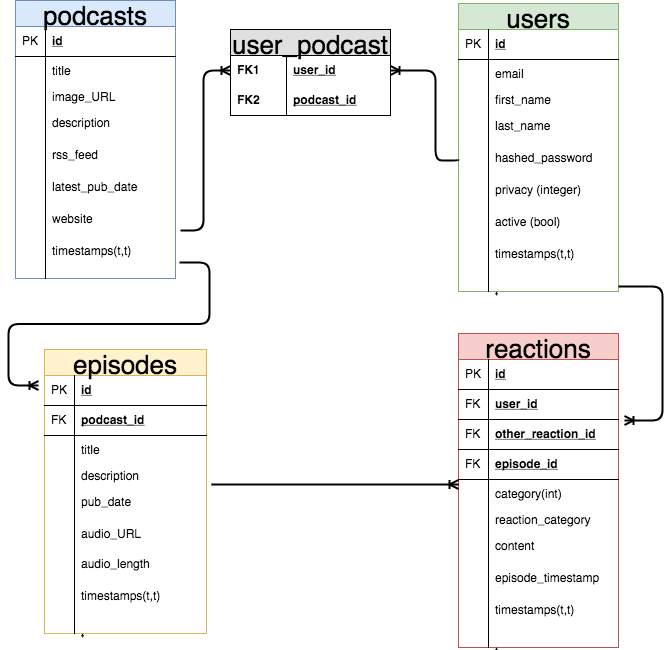 podcasts
PK id
title
image_URL
description
rss_feed
latest_pub_date
website
timestamps(t,t)
user_podcast
FK1 user_id
FK2 podcast_id
users
PK id
email
first_name
last_name
hashed_password
privacy (integer)
active (bool)
timestamps(t,t)
episodes
PK id
FK podcast_id
title
description
pub_date
audio_URL
audio_length
timestamps(t,t)
reactions
PK id
FK user_id
FK other_reaction_id
FK episode_id
category(int)
reaction_category
content
episode_timestamp
timestamps(t,t)